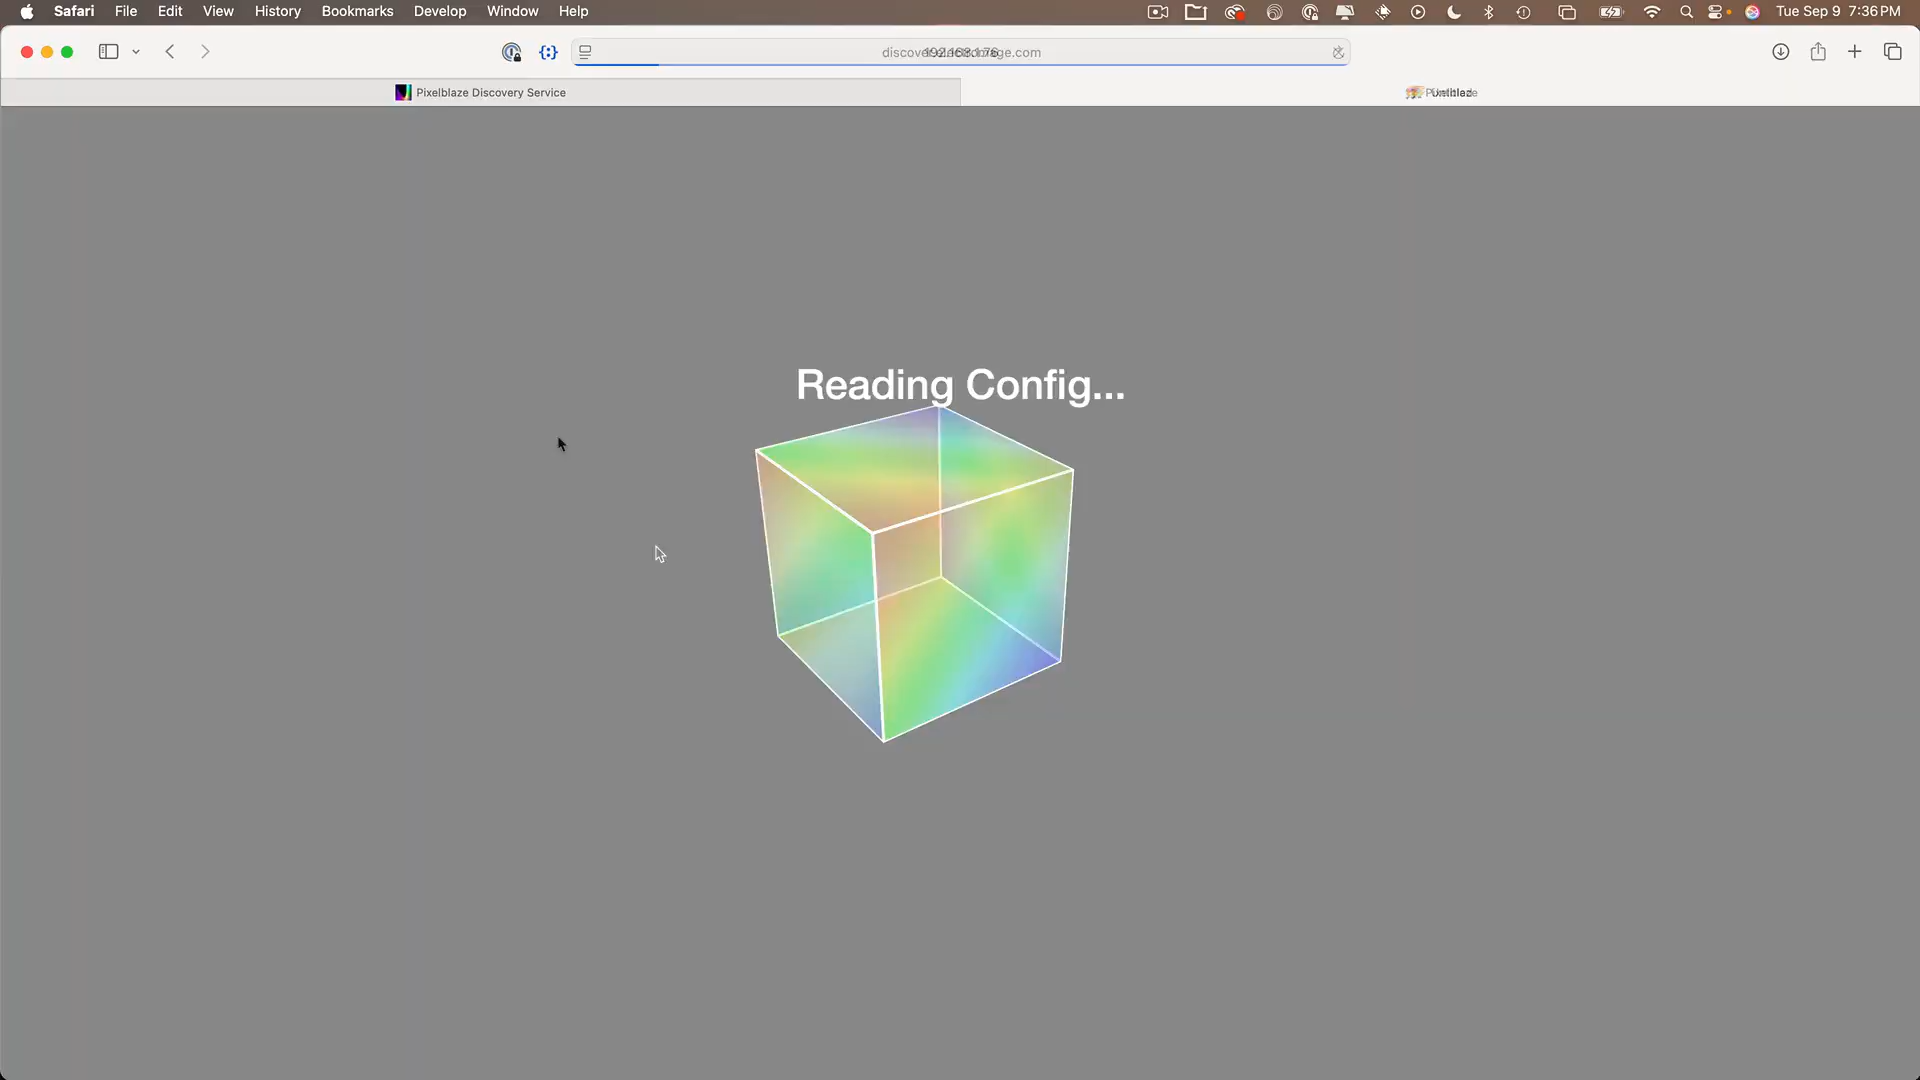 Safari File Edit View History Bookmarks Develop Window Help Tue Sep 9 7:36 PM
Pixelblaze Discovery Service
Reading Config...